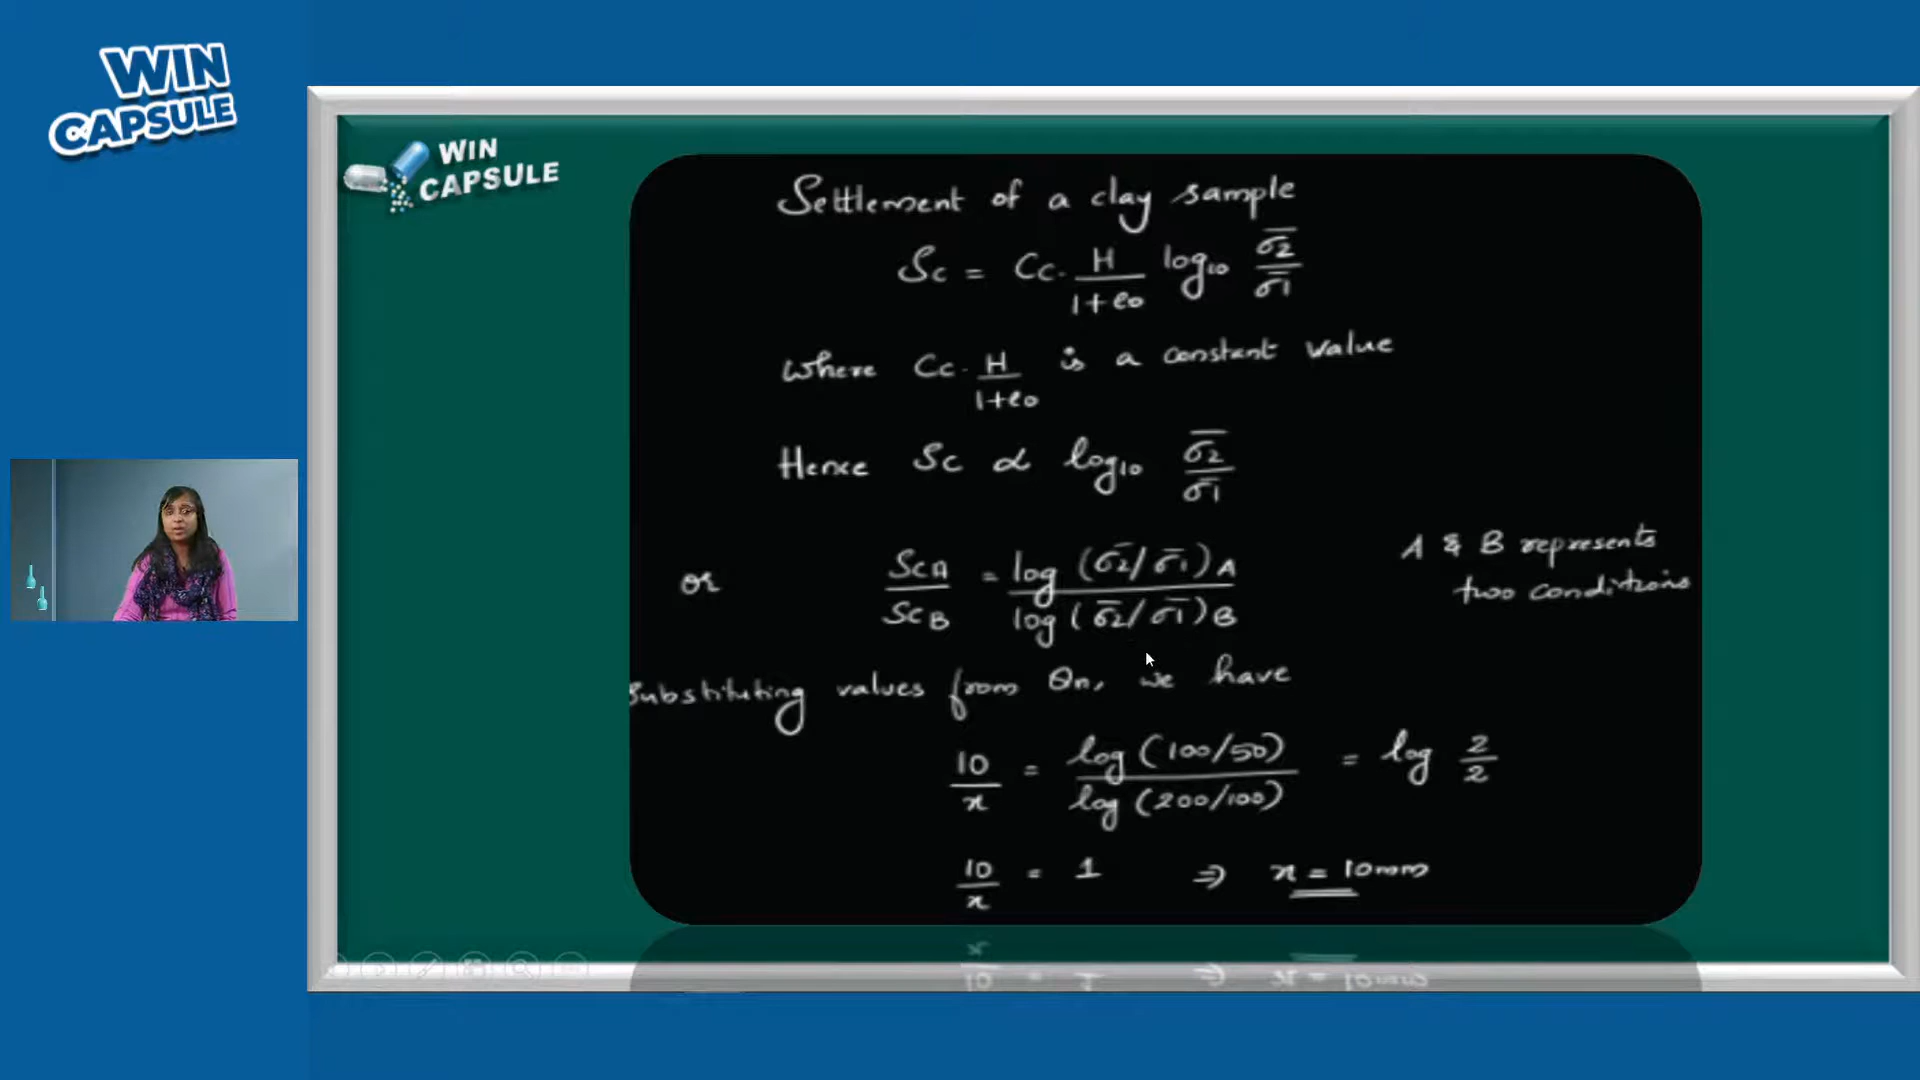 WIN
CAPSULE
WIN
CAPSULE
Settlement of a clay sample
Sc = Cc. H/1+e₀ log₁₀ σ̅₂/σ̅₁
Where Cc. H/1+e₀ is a constant value
Hence Sc α log₁₀ σ̅₂/σ̅₁
or ScA/ScB = log (σ̅₂/σ̅₁)A / log (σ̅₂/σ̅₁)B
A & B represents
two conditions
Substituting values from Qn, we have
10/x = log (100/50) / log (200/100) = log 2/2
10/x = 1 ⇒ x = 10mm